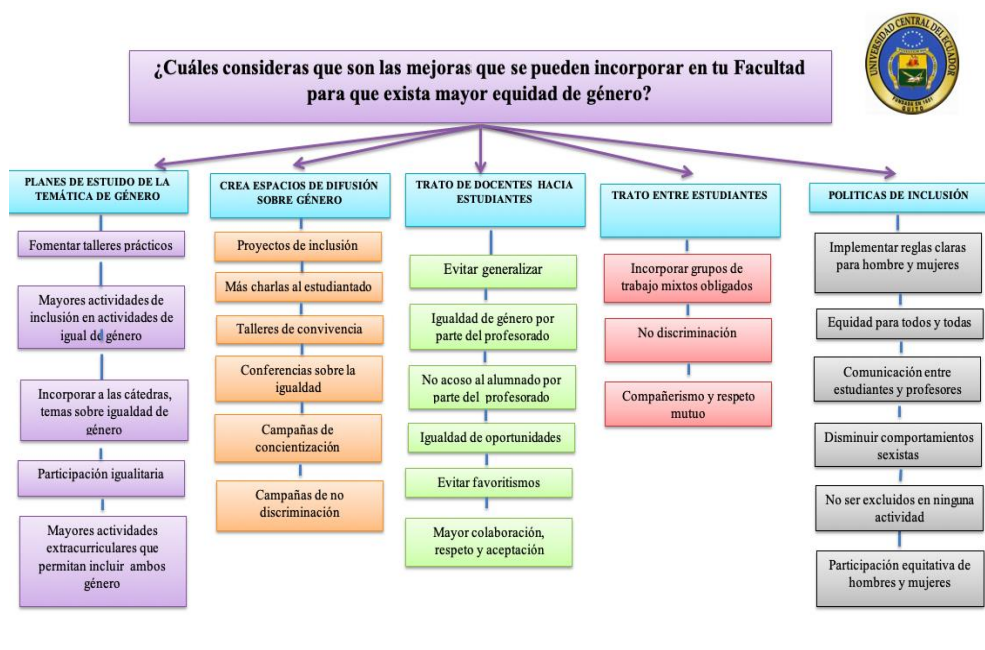 ¿Cuáles consideras que son las mejoras que se pueden incorporar en tu Facultad
para que exista mayor equidad de género?
UNIVERSIDAD CENTRAL DEL ECUADOR
FUNDADA EN 1651
QUITO
PLANES DE ESTUIDO DE LA
TEMÁTICA DE GÉNERO
Fomentar talleres prácticos
Mayores actividades de
inclusión en actividades de
igual de género
Incorporar a las cátedras,
temas sobre igualdad de
género
Participación igualitaria
Mayores actividades
extracurriculares que
permitan incluir ambos
género
CREA ESPACIOS DE DIFUSIÓN
SOBRE GÉNERO
Proyectos de inclusión
Más charlas al estudiantado
Talleres de convivencia
Conferencias sobre la
igualdad
Campañas de
concientización
Campañas de no
discriminación
TRATO DE DOCENTES HACIA
ESTUDIANTES
Evitar generalizar
Igualdad de género por
parte del profesorado
No acoso al alumnado por
parte del profesorado
Igualdad de oportunidades
Evitar favoritismos
Mayor colaboración,
respeto y aceptación
TRATO ENTRE ESTUDIANTES
Incorporar grupos de
trabajo mixtos obligados
No discriminación
Compañerismo y respeto
mutuo
POLITICAS DE INCLUSIÓN
Implementar reglas claras
para hombre y mujeres
Equidad para todos y todas
Comunicación entre
estudiantes y profesores
Disminuir comportamientos
sexistas
No ser excluidos en ninguna
actividad
Participación equitativa de
hombres y mujeres